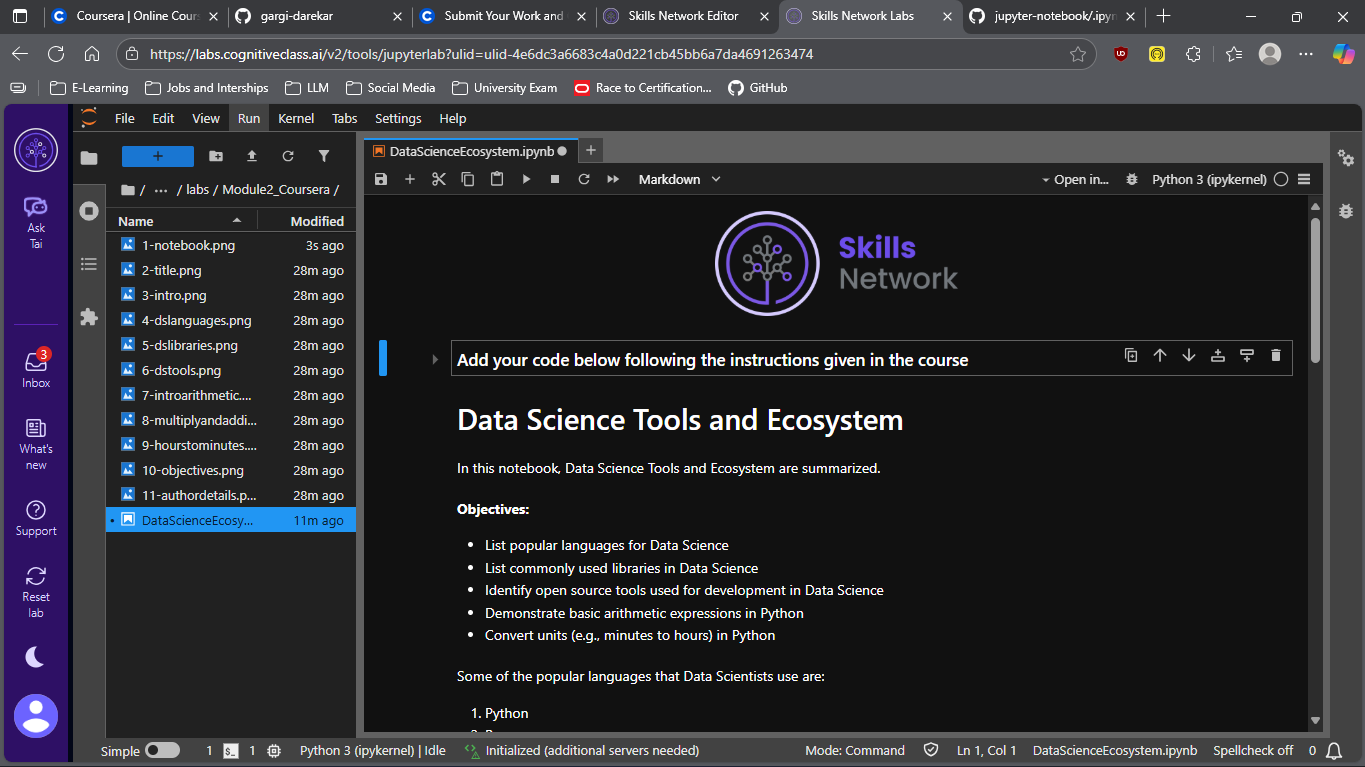 Coursera | Online Cours
gargi-darekar
Submit Your Work and
Skills Network Editor
Skills Network Labs
jupyter-notebook/.ipyn
https://labs.cognitiveclass.ai/v2/tools/jupyterlab?ulid=ulid-4e6dc3a6683c4a0d221cb45bb6a7da4691263474
E-Learning
Jobs and Interships
LLM
Social Media
University Exam
Race to Certification...
GitHub
File Edit View Run Kernel Tabs Settings Help
Ask
Tai
3
Inbox
What's
new
Support
Reset
lab
/ ... / labs / Module2_Coursera /
Name Modified
1-notebook.png 3s ago
2-title.png 28m ago
3-intro.png 28m ago
4-dslanguages.png 28m ago
5-dslibraries.png 28m ago
6-dstools.png 28m ago
7-introarithmetic.... 28m ago
8-multiplyandaddi... 28m ago
9-hourstominutes.... 28m ago
10-objectives.png 28m ago
11-authordetails.p... 28m ago
DataScienceEcosy... 11m ago
DataScienceEcosystem.ipynb
Markdown
Open in...
Python 3 (ipykernel)
Skills
Network
Add your code below following the instructions given in the course
Data Science Tools and Ecosystem
In this notebook, Data Science Tools and Ecosystem are summarized.
Objectives:
• List popular languages for Data Science
• List commonly used libraries in Data Science
• Identify open source tools used for development in Data Science
• Demonstrate basic arithmetic expressions in Python
• Convert units (e.g., minutes to hours) in Python
Some of the popular languages that Data Scientists use are:
1. Python
Simple 1 1 Python 3 (ipykernel) | Idle Initialized (additional servers needed) Mode: Command Ln 1, Col 1 DataScienceEcosystem.ipynb Spellcheck off 0